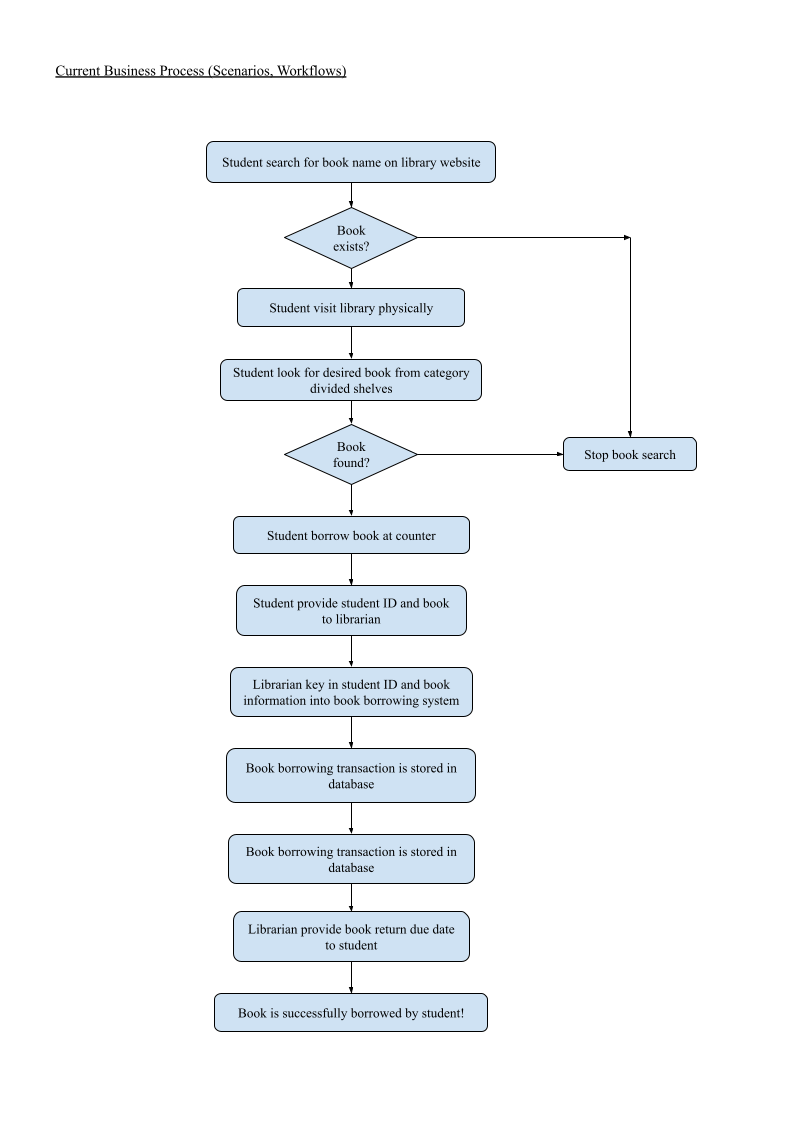 Current Business Process (Scenarios, Workflows)
Student search for book name on library website
Book
exists?
Student visit library physically
Student look for desired book from category
divided shelves
Book
found?
Stop book search
Student borrow book at counter
Student provide student ID and book
to librarian
Librarian key in student ID and book
information into book borrowing system
Book borrowing transaction is stored in
database
Book borrowing transaction is stored in
database
Librarian provide book return due date
to student
Book is successfully borrowed by student!